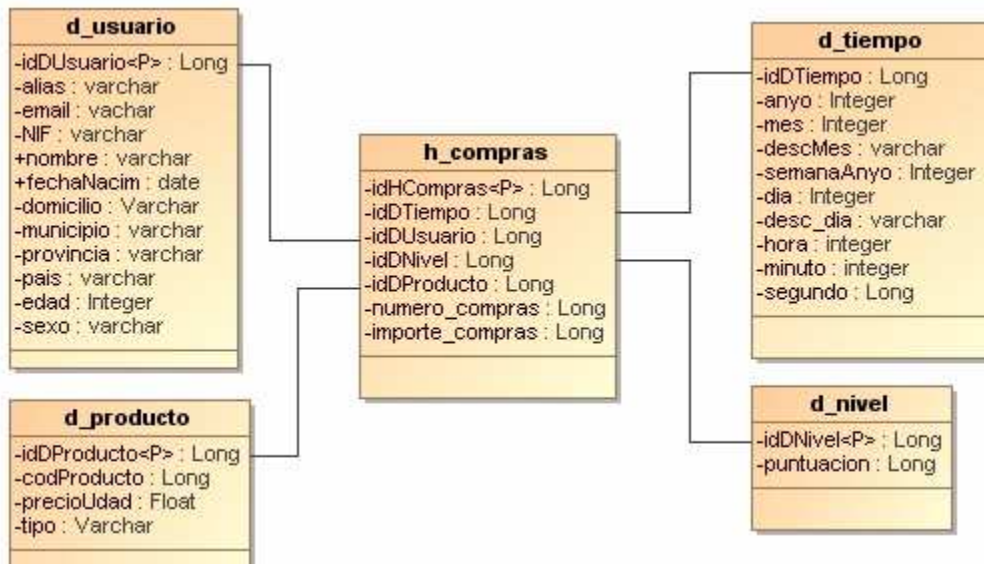 d_usuario
-idDUsuario<P> : Long
-alias : varchar
-email : vachar
-NIF : varchar
+nombre : varchar
+fechaNacim : date
-domicilio : Varchar
-municipio : varchar
-provincia : varchar
-pais : varchar
-edad : Integer
-sexo : varchar
d_producto
-idDProducto<P> : Long
-codProducto : Long
-precioUdad : Float
-tipo : Varchar
h_compras
-idHCompras<P> : Long
-idDTiempo : Long
-idDUsuario : Long
-idDNivel : Long
-idDProducto : Long
-numero_compras : Long
-importe_compras : Long
d_tiempo
-idDTiempo : Long
-anyo : Integer
-mes : Integer
-descMes : varchar
-semanaAnyo : Integer
-dia : Integer
-desc_dia : varchar
-hora : integer
-minuto : integer
-segundo : Long
d_nivel
-idDNivel<P> : Long
-puntuacion : Long